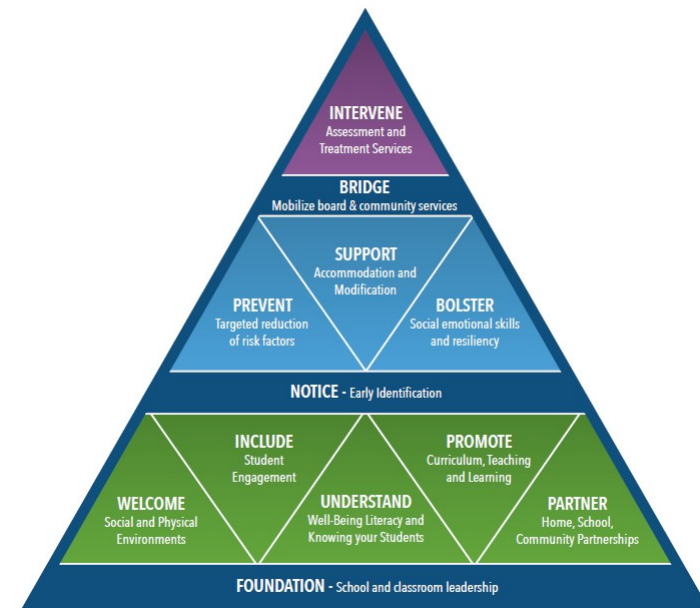 INTERVENE
Assessment and
Treatment Services
BRIDGE
Mobilize board & community services
SUPPORT
Accommodation and
Modification
PREVENT
Targeted reduction
of risk factors
BOLSTER
Social emotional skills
and resiliency
NOTICE - Early Identification
INCLUDE
Student
Engagement
PROMOTE
Curriculum, Teaching
and Learning
WELCOME
Social and Physical
Environments
UNDERSTAND
Well-Being Literacy and
Knowing your Students
PARTNER
Home, School,
Community Partnerships
FOUNDATION - School and classroom leadership